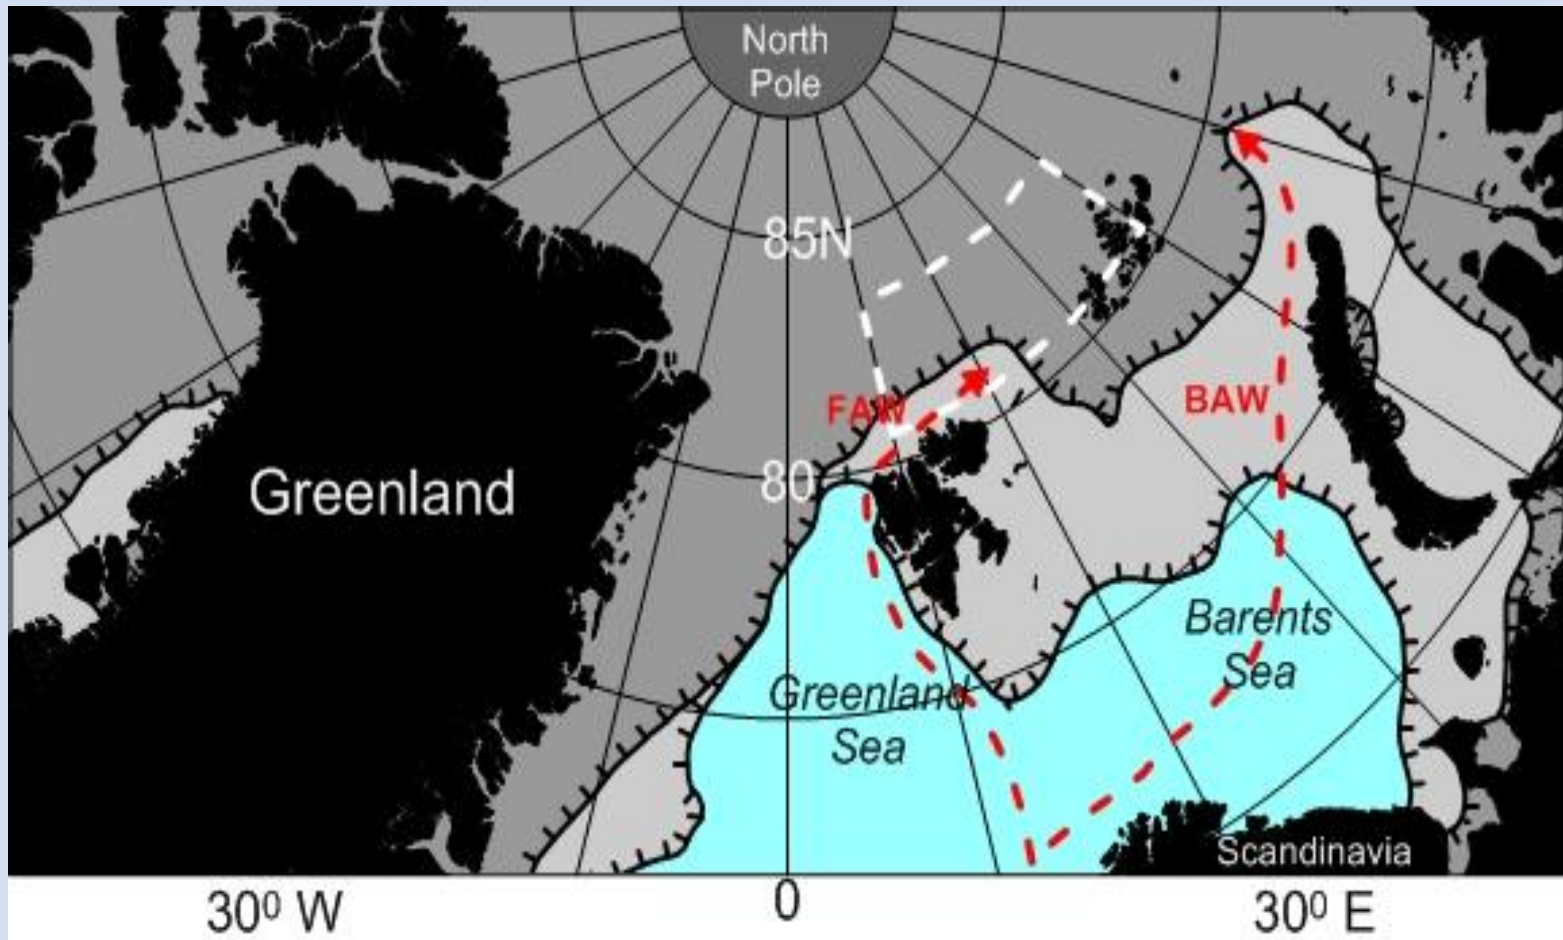 North
Pole
85N
FAW
BAW
80
Greenland
Barents
Sea
Greenland
Sea
Scandinavia
30⁰ W
0
30⁰ E